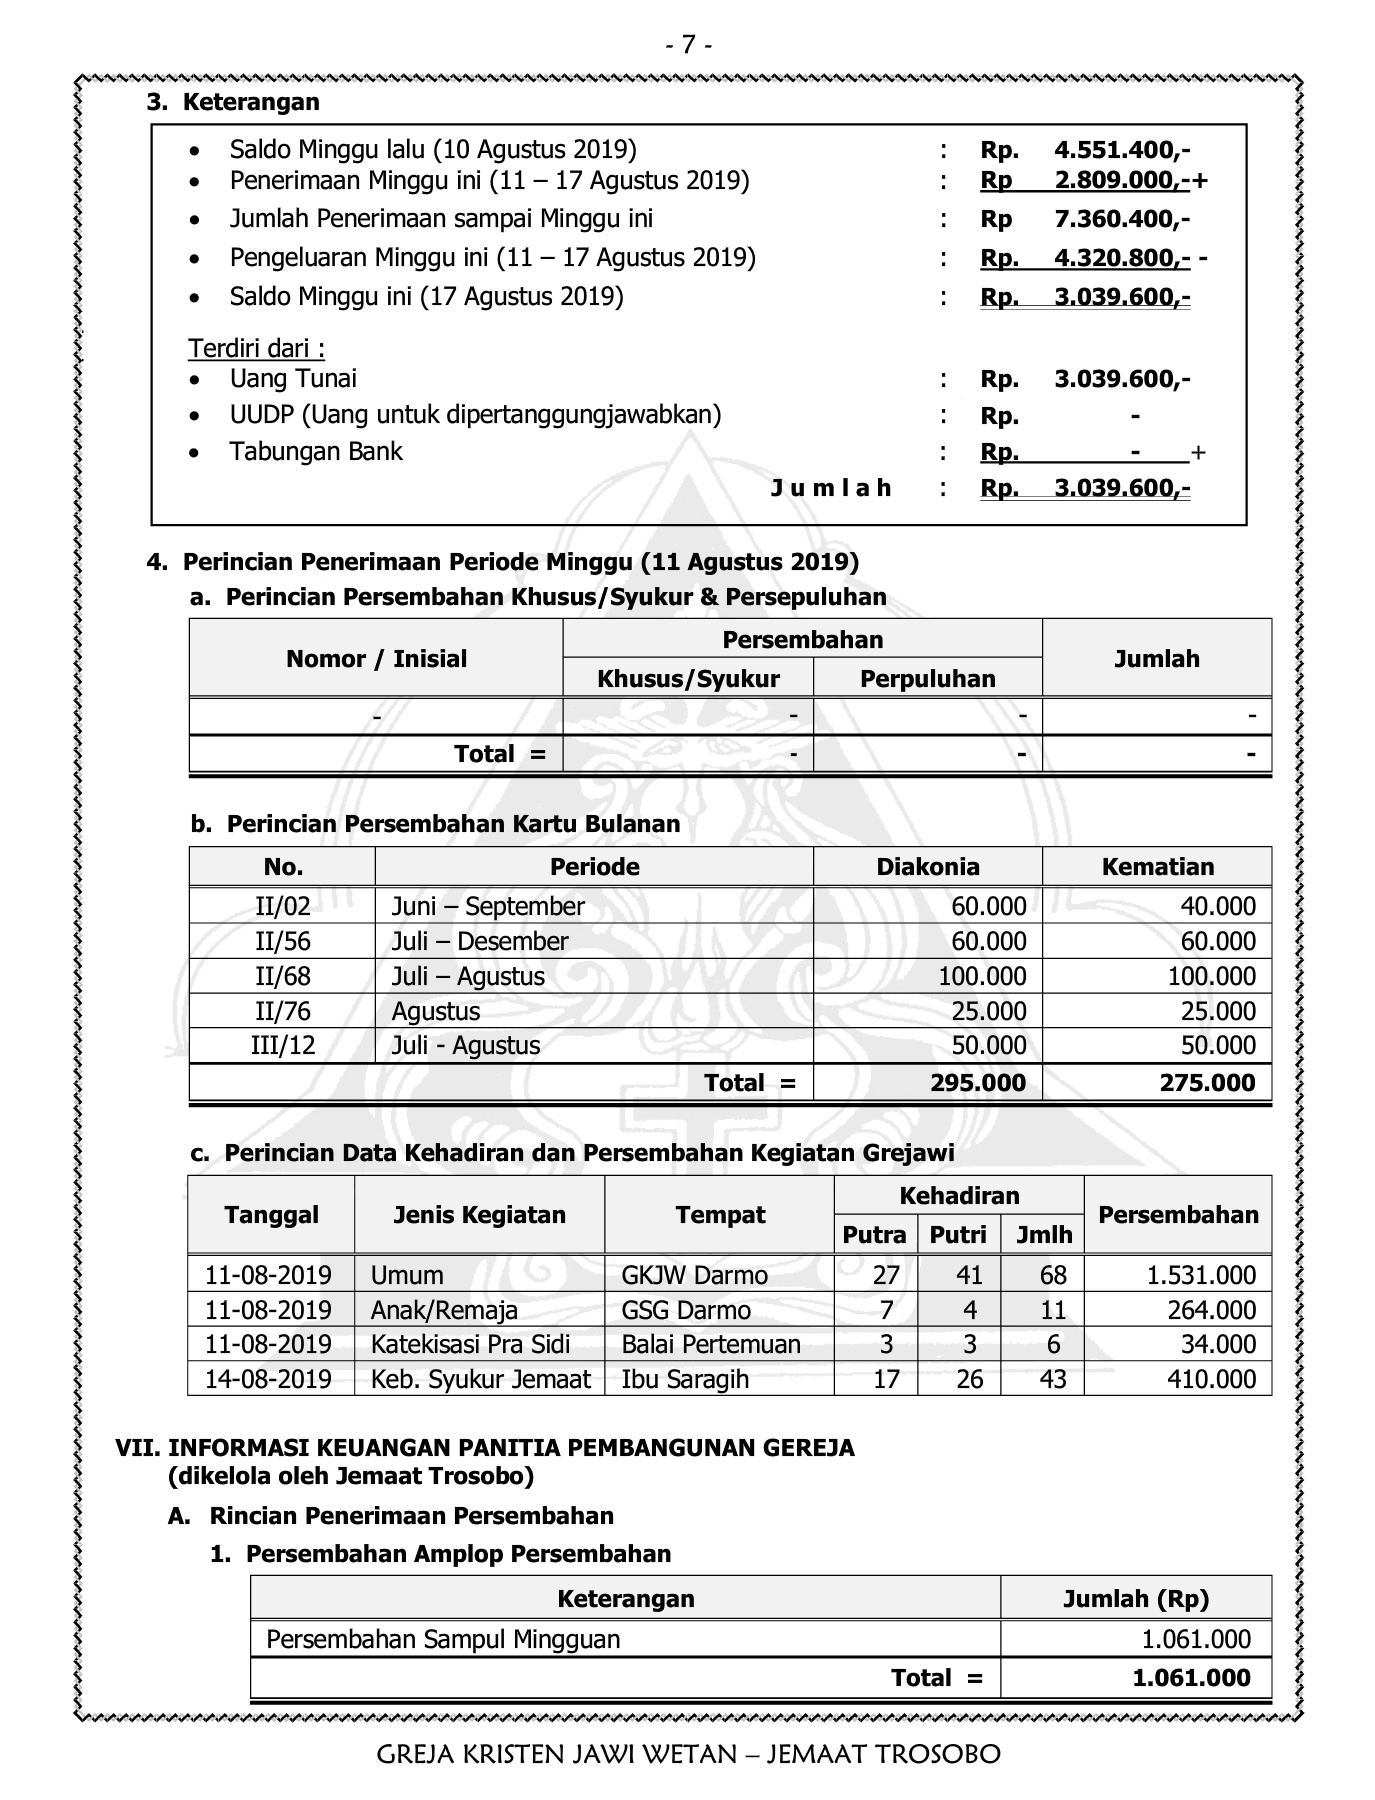 - 7 -
3. Keterangan
• Saldo Minggu lalu (10 Agustus 2019) : Rp. 4.551.400,-
• Penerimaan Minggu ini (11 – 17 Agustus 2019) : Rp 2.809.000,-+
• Jumlah Penerimaan sampai Minggu ini : Rp 7.360.400,-
• Pengeluaran Minggu ini (11 – 17 Agustus 2019) : Rp. 4.320.800,- -
• Saldo Minggu ini (17 Agustus 2019) : Rp. 3.039.600,-
Terdiri dari :
• Uang Tunai : Rp. 3.039.600,-
• UUDP (Uang untuk dipertanggungjawabkan) : Rp. -
• Tabungan Bank : Rp. - +
J u m l a h : Rp. 3.039.600,-
4. Perincian Penerimaan Periode Minggu (11 Agustus 2019)
a. Perincian Persembahan Khusus/Syukur & Persepuluhan
Nomor / Inisial Persembahan Jumlah
Khusus/Syukur Perpuluhan
- - - -
Total = - - -
b. Perincian Persembahan Kartu Bulanan
No. Periode Diakonia Kematian
II/02 Juni – September 60.000 40.000
II/56 Juli – Desember 60.000 60.000
II/68 Juli – Agustus 100.000 100.000
II/76 Agustus 25.000 25.000
III/12 Juli - Agustus 50.000 50.000
Total = 295.000 275.000
c. Perincian Data Kehadiran dan Persembahan Kegiatan Grejawi
Tanggal Jenis Kegiatan Tempat Kehadiran Persembahan
Putra Putri Jmlh
11-08-2019 Umum GKJW Darmo 27 41 68 1.531.000
11-08-2019 Anak/Remaja GSG Darmo 7 4 11 264.000
11-08-2019 Katekisasi Pra Sidi Balai Pertemuan 3 3 6 34.000
14-08-2019 Keb. Syukur Jemaat Ibu Saragih 17 26 43 410.000
VII. INFORMASI KEUANGAN PANITIA PEMBANGUNAN GEREJA
(dikelola oleh Jemaat Trosobo)
A. Rincian Penerimaan Persembahan
1. Persembahan Amplop Persembahan
Keterangan Jumlah (Rp)
Persembahan Sampul Mingguan 1.061.000
Total = 1.061.000
GREJA KRISTEN JAWI WETAN – JEMAAT TROSOBO